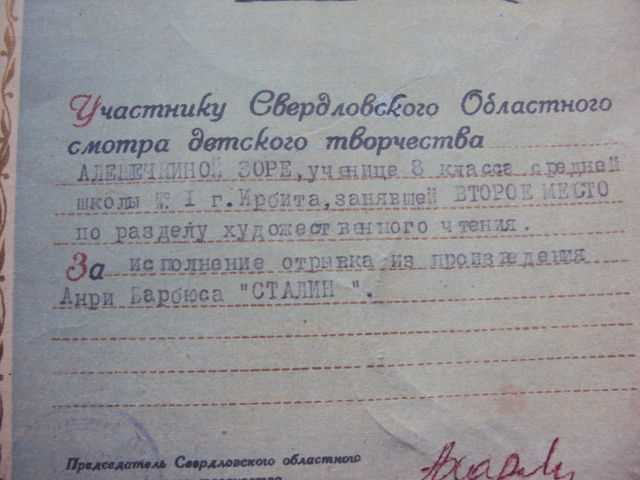 Участнику Свердловского Областного
смотра детского творчества
АЛЕШЕЧКИНОЙ ЗОРЕ,ученице 8 класса средней
школы № I г.Ирбита,занявшей ВТОРОЕ МЕСТО
по разделу художественного чтения.
За исполнение отрывка из произведения
Анри Барбюса "СТАЛИН ".
Председатель Свердловского областного